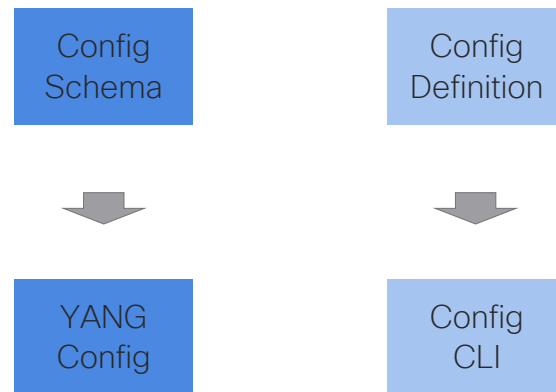 Config
Schema
Config
Definition
YANG
Config
Config
CLI